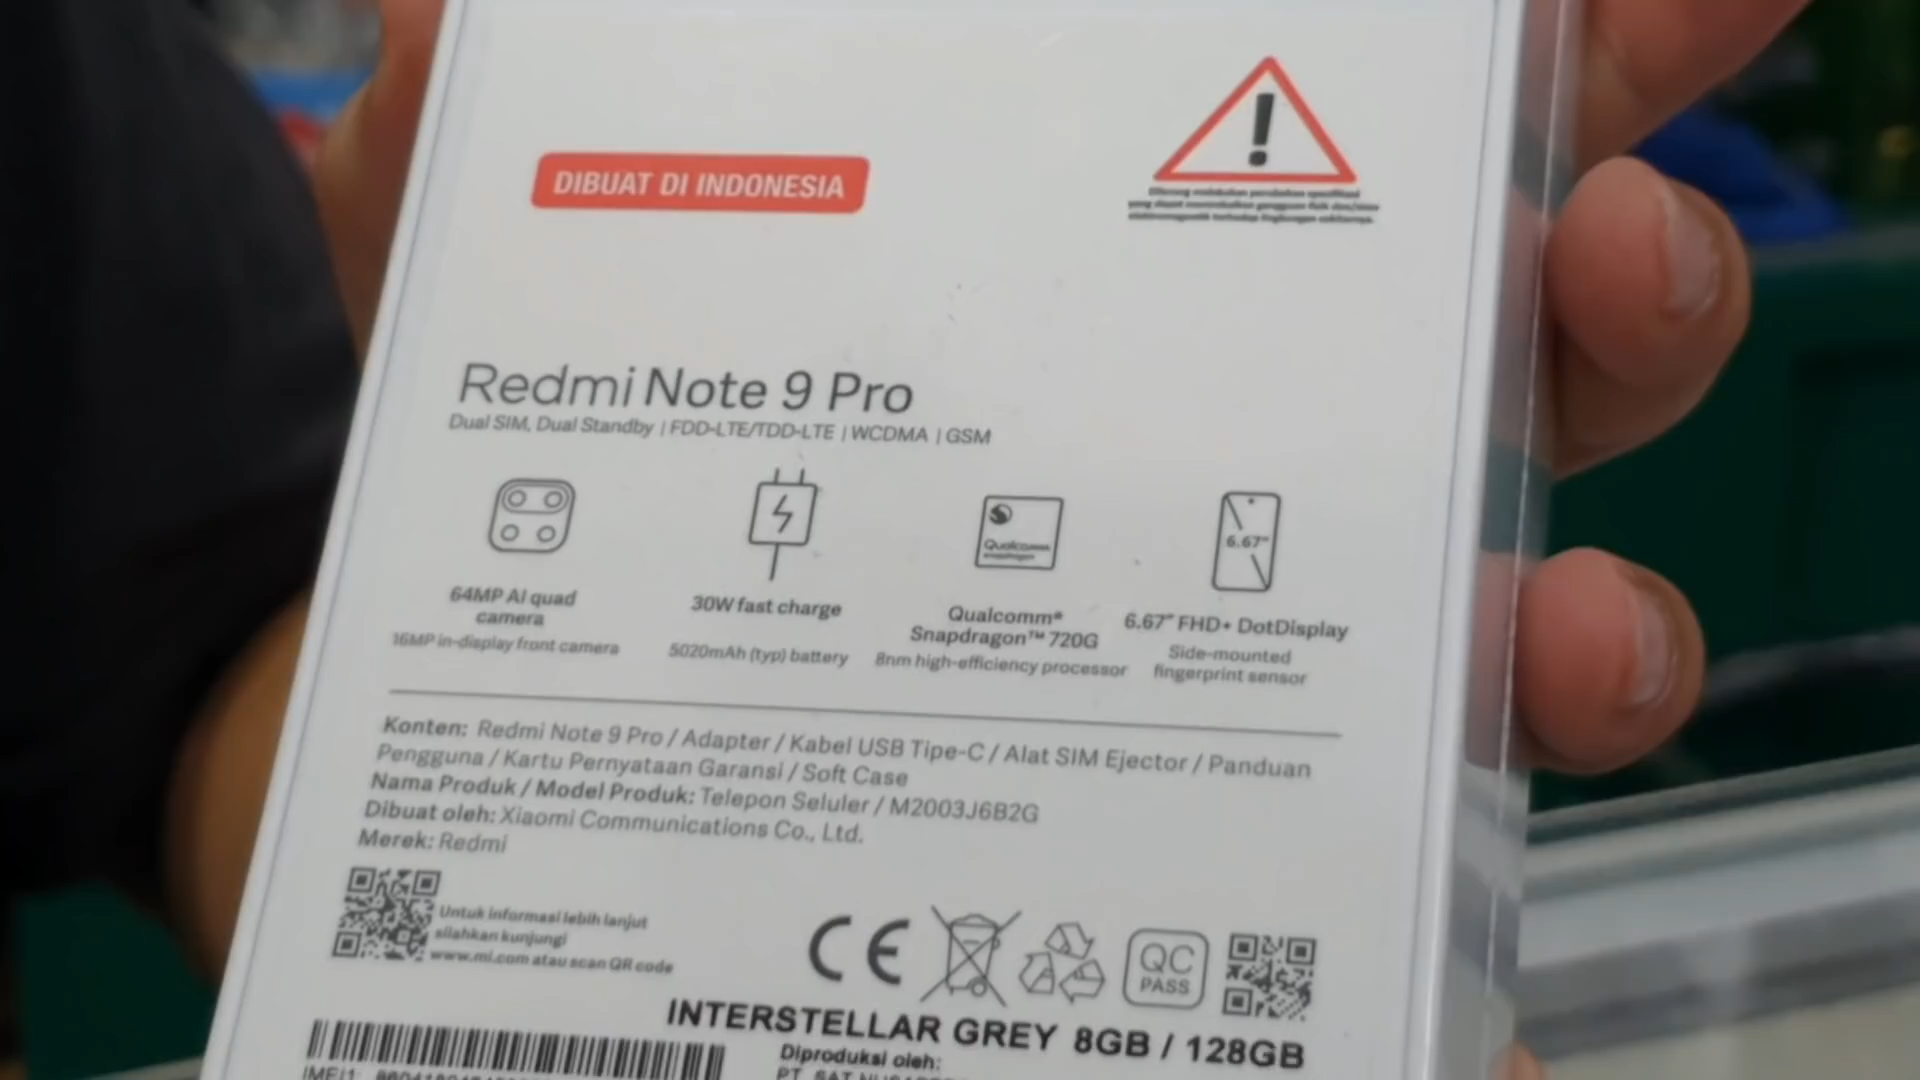 DIBUAT DI INDONESIA
!
Redmi Note 9 Pro
Dual SIM, Dual Standby | FDD-LTE/TDD-LTE | WCDMA | GSM
Qualcomm
snapdragon
6.67"
64MP AI quad
camera
16MP in-display front camera
30W fast charge
5020mAh (typ) battery
Qualcomm®
Snapdragon™ 720G
8nm high-efficiency processor
6.67" FHD+ DotDisplay
Side-mounted
fingerprint sensor
Konten: Redmi Note 9 Pro / Adapter / Kabel USB Tipe-C / Alat SIM Ejector / Panduan
Pengguna / Kartu Pernyataan Garansi / Soft Case
Nama Produk / Model Produk: Telepon Seluler / M2003J6B2G
Dibuat oleh: Xiaomi Communications Co., Ltd.
Merek: Redmi
Untuk informasi lebih lanjut
silahkan kunjungi
www.mi.com atau scan QR code
CE
QC
PASS
INTERSTELLAR GREY 8GB / 128GB
Diproduksi oleh:
IMEI1:
PT. SAT